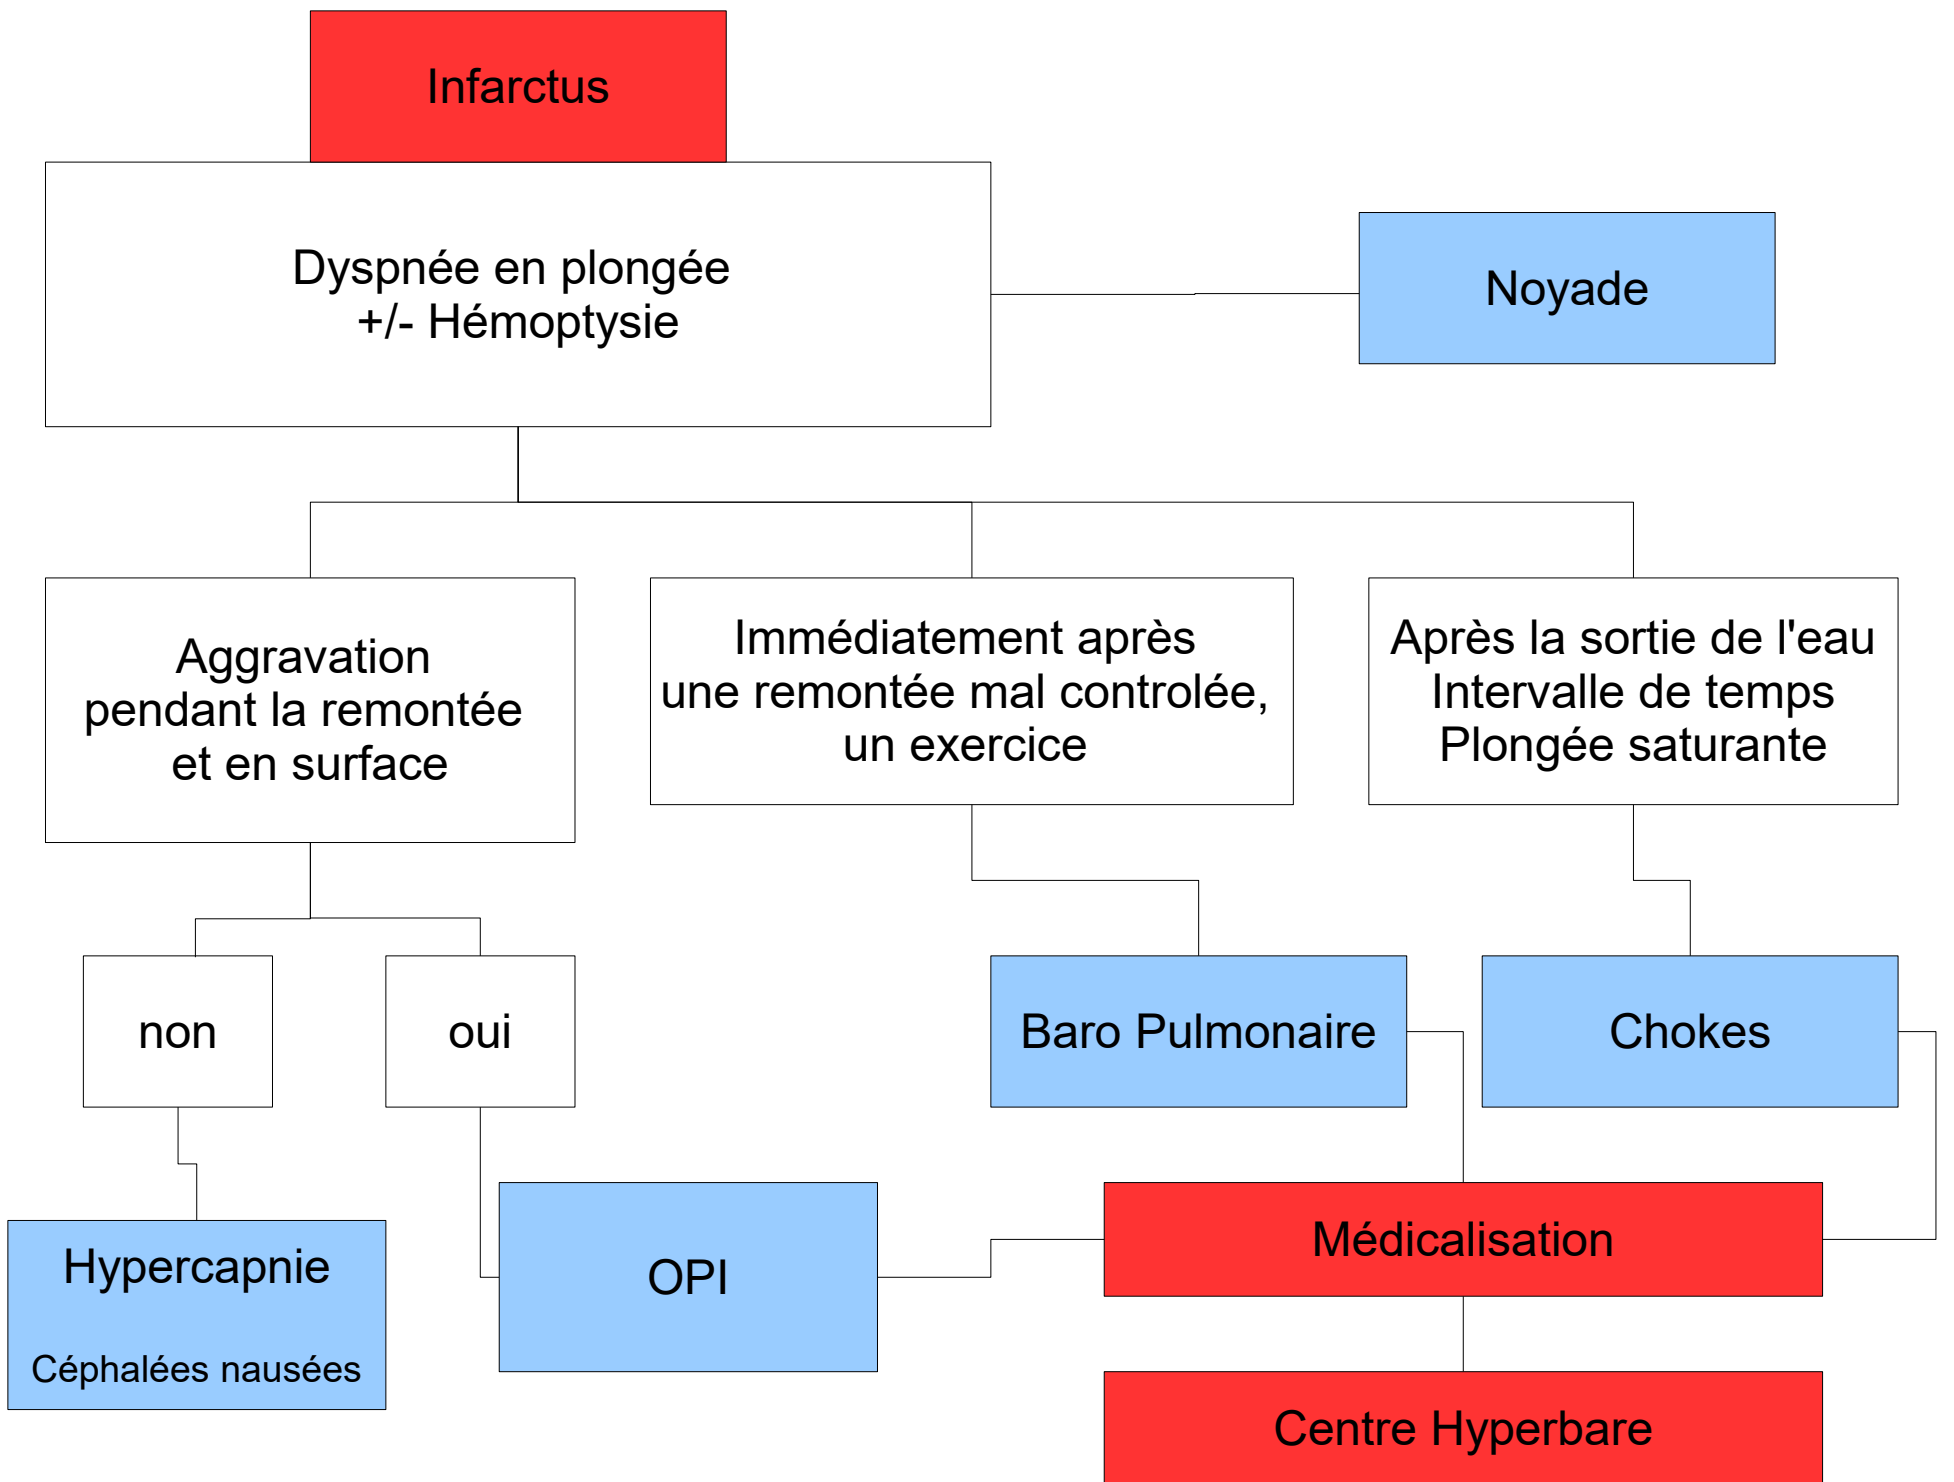 Infarctus
Dyspnée en plongée
+/- Hémoptysie
Noyade
Aggravation
pendant la remontée
et en surface
Immédiatement après
une remontée mal controlée,
un exercice
Après la sortie de l'eau
Intervalle de temps
Plongée saturante
non
oui
Baro Pulmonaire
Chokes
Hypercapnie
Céphalées nausées
OPI
Médicalisation
Centre Hyperbare